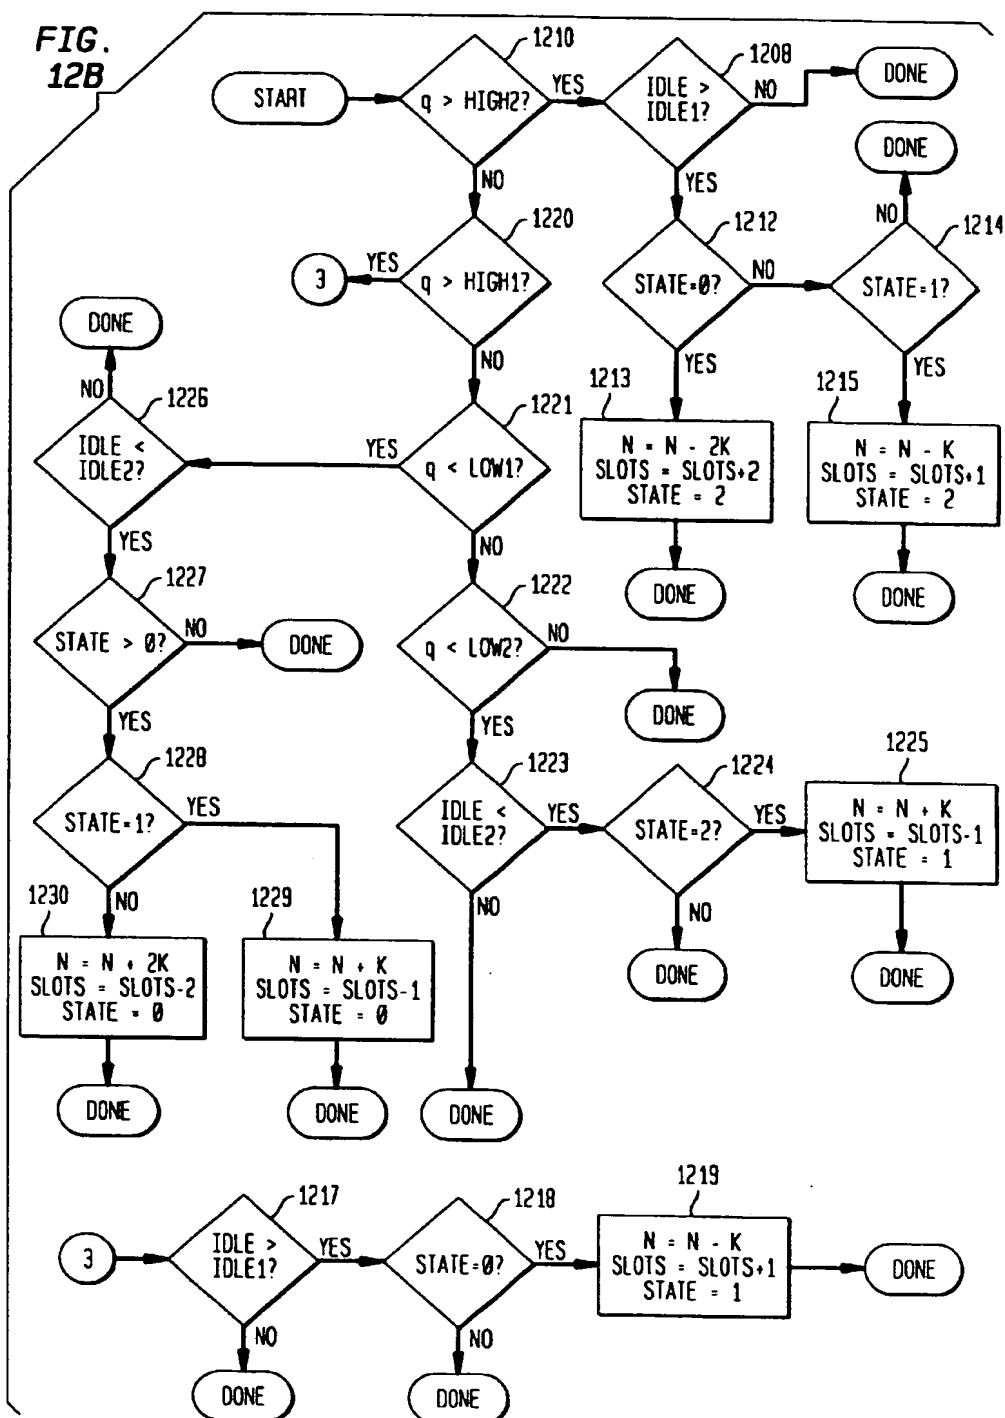 FIG.
12B
START
1210
q > HIGH2?
YES
NO
1208
IDLE >
IDLE1?
NO
YES
DONE
DONE
1220
q > HIGH1?
YES
3
NO
1212
STATE=0?
NO
YES
NO
1214
STATE=1?
YES
DONE
NO
1226
IDLE <
IDLE2?
YES
YES
1221
q < LOW1?
NO
1213
N = N - 2K
SLOTS = SLOTS+2
STATE = 2
DONE
1215
N = N - K
SLOTS = SLOTS+1
STATE = 2
DONE
1227
STATE > 0?
NO
DONE
YES
1222
q < LOW2?
NO
DONE
YES
1228
STATE=1?
YES
NO
1223
IDLE <
IDLE2?
YES
NO
1224
STATE=2?
YES
NO
DONE
1225
N = N + K
SLOTS = SLOTS-1
STATE = 1
DONE
1230
N = N + 2K
SLOTS = SLOTS-2
STATE = 0
DONE
1229
N = N + K
SLOTS = SLOTS-1
STATE = 0
DONE
DONE
3
1217
IDLE >
IDLE1?
YES
NO
DONE
1218
STATE=0?
YES
NO
DONE
1219
N = N - K
SLOTS = SLOTS+1
STATE = 1
DONE